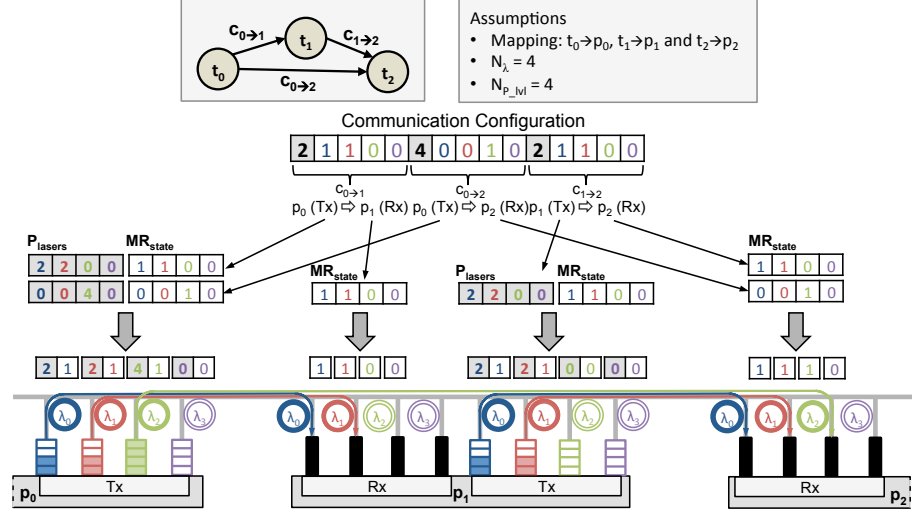 c0→1
t1
c1→2
t0
t2
c0→2
Assumptions
• Mapping: t0→p0, t1→p1 and t2→p2
• Nλ = 4
• NP_lvl = 4
Communication Configuration
2 1 1 0 0 4 0 0 1 0 2 1 1 0 0
c0→1 c0→2 c1→2
p0 (Tx) ⇨ p1 (Rx) p0 (Tx) ⇨ p2 (Rx) p1 (Tx) ⇨ p2 (Rx)
Plasers MRstate
2 2 0 0 1 1 0 0
0 0 4 0 0 0 1 0
MRstate
1 1 0 0
Plasers MRstate
2 2 0 0 1 1 0 0
MRstate
1 1 0 0
0 0 1 0
2 1 2 1 4 1 0 0
1 1 0 0
2 1 2 1 0 0 0 0
1 1 1 0
λ0 λ1 λ2 λ3 λ0 λ1 λ2 λ3 λ0 λ1 λ2 λ3 λ0 λ1 λ2 λ3
p0 Tx Rx p1 Tx Rx p2